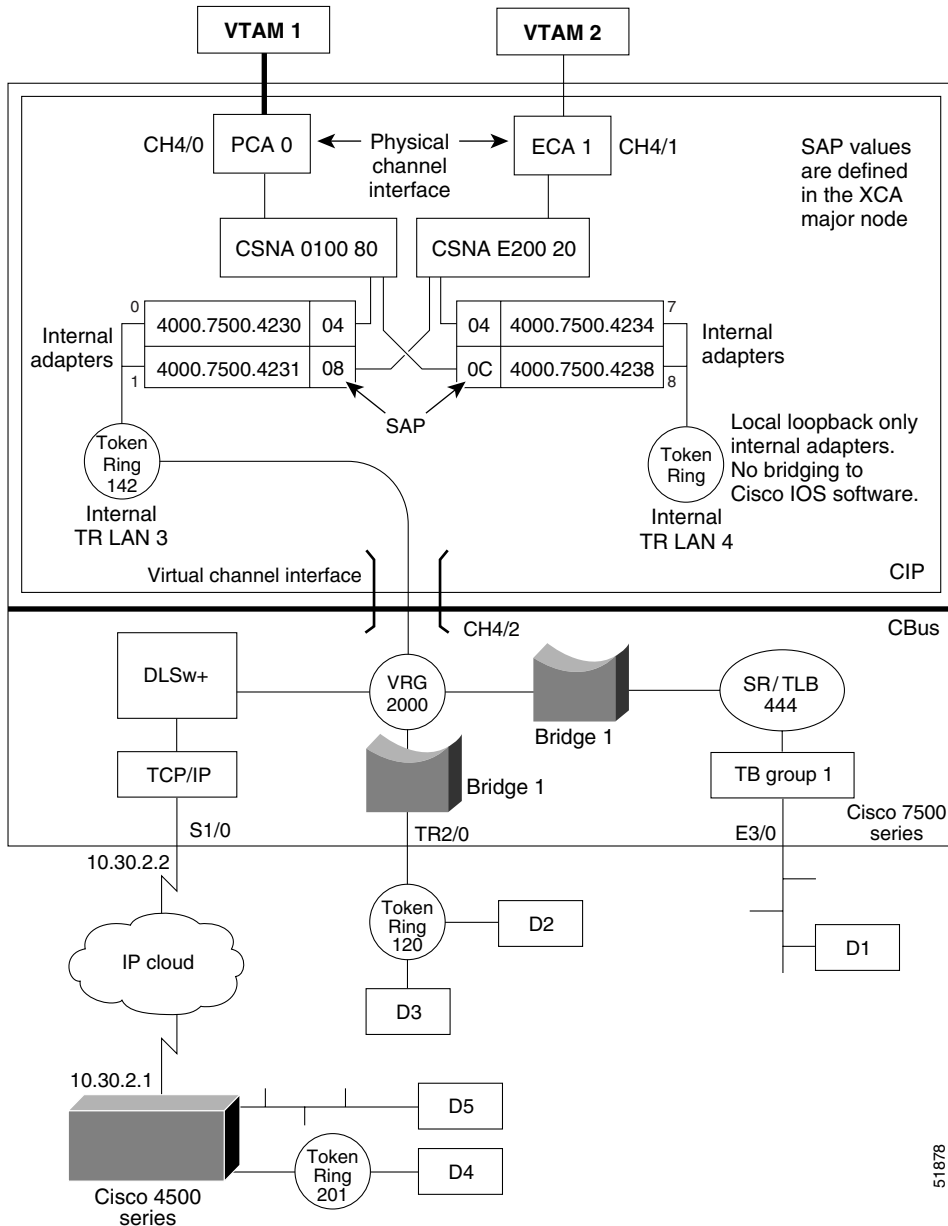 VTAM 1
VTAM 2
CH4/0
PCA 0
Physical
channel
interface
ECA 1
CH4/1
SAP values
are defined
in the XCA
major node
CSNA 0100 80
CSNA E200 20
Internal
adapters
0
4000.7500.4230
04
1
4000.7500.4231
08
04
4000.7500.4234
7
0C
4000.7500.4238
8
Internal
adapters
SAP
Token
Ring
142
Internal
TR LAN 3
Token
Ring
Internal
TR LAN 4
Local loopback only
internal adapters.
No bridging to
Cisco IOS software.
Virtual channel interface
CIP
CH4/2
CBus
DLSw+
VRG
2000
Bridge 1
SR/TLB
444
TCP/IP
Bridge 1
TB group 1
Cisco 7500
series
S1/0
TR2/0
E3/0
10.30.2.2
IP cloud
Token
Ring
120
D2
D1
D3
10.30.2.1
D5
Token
Ring
201
D4
Cisco 4500
series
51878